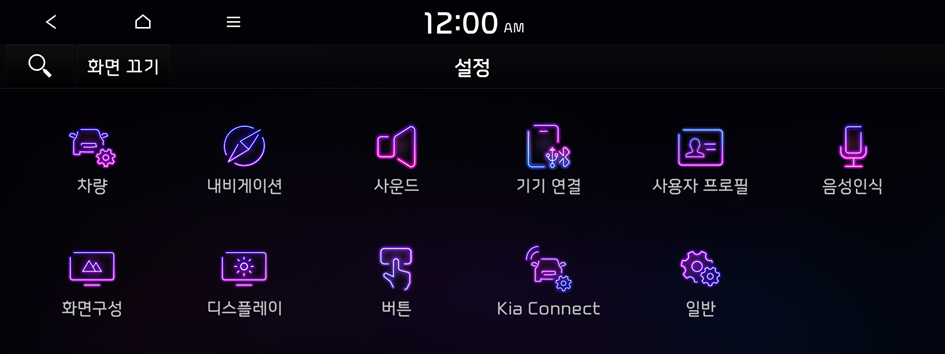 12:00 AM
화면 끄기
설정
차량
내비게이션
사운드
기기 연결
사용자 프로필
음성인식
화면구성
디스플레이
버튼
Kia Connect
일반